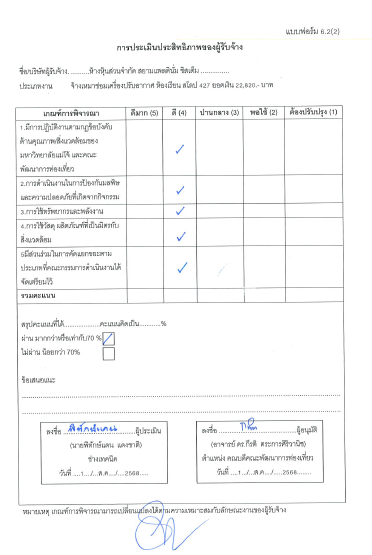 แบบฟอร์ม 6.2(2)
การประเมินประสิทธิภาพของผู้รับจ้าง
ชื่อ/บริษัทผู้รับจ้าง...........ห้างหุ้นส่วนจำกัด สยามแพลตตินั่ม ซิสเต็ม ..............
ประเภทงาน จ้างเหมาซ่อมเครื่องปรับอากาศ ห้องเรียน สโตป 427 ยอดเงิน 22,820.- บาท
เกณฑ์การพิจารณา ดีมาก (5) ดี (4) ปานกลาง (3) พอใช้ (2) ต้องปรับปรุง (1)
1.มีการปฏิบัติงานตามกฎข้อบังคับ
ด้านคุณภาพ/สิ่งแวดล้อมของ
มหาวิทยาลัยแม่โจ้ และคณะ
พัฒนาการท่องเที่ยว ✓
2.การดำเนินงานในการป้องกันมลพิษ
และความปลอดภัยที่เกิดจากกิจกรรม ✓
3.การใช้ทรัพยากรและพลังงาน ✓
4.การใช้วัสดุ ผลิตภัณฑ์ที่เป็นมิตรกับ
สิ่งแวดล้อม ✓
5มีส่วนร่วมในการคัดแยกขยะตาม
ประเภทที่คณะกรรมการดำเนินงานได้
จัดเตรียมไว้ ✓
รวมคะแนน
สรุปคะแนนที่ได้................คะแนนคิดเป็น..........%
ผ่าน มากกว่าหรือเท่ากับ70 % ✓
ไม่ผ่าน น้อยกว่า 70%
ข้อเสนอแนะ
ลงชื่อ พิทักษ์แดน ผู้ประเมิน
(นายพิทักษ์แดน แดงชาติ)
ช่างเทคนิค
วันที่ ....1..../...ส.ค..../....2568......
ลงชื่อ ผู้อนุมัติ
(อาจารย์ ดร.กีรติ ตระการศิริวานิช)
ตำแหน่ง คณบดีคณะพัฒนาการท่องเที่ยว
วันที่ ....1..../...ส.ค..../....2568......
หมายเหตุ เกณฑ์การพิจารณาสามารถเปลี่ยนแปลงได้ตามความเหมาะสมกับลักษณะงานของผู้รับจ้าง